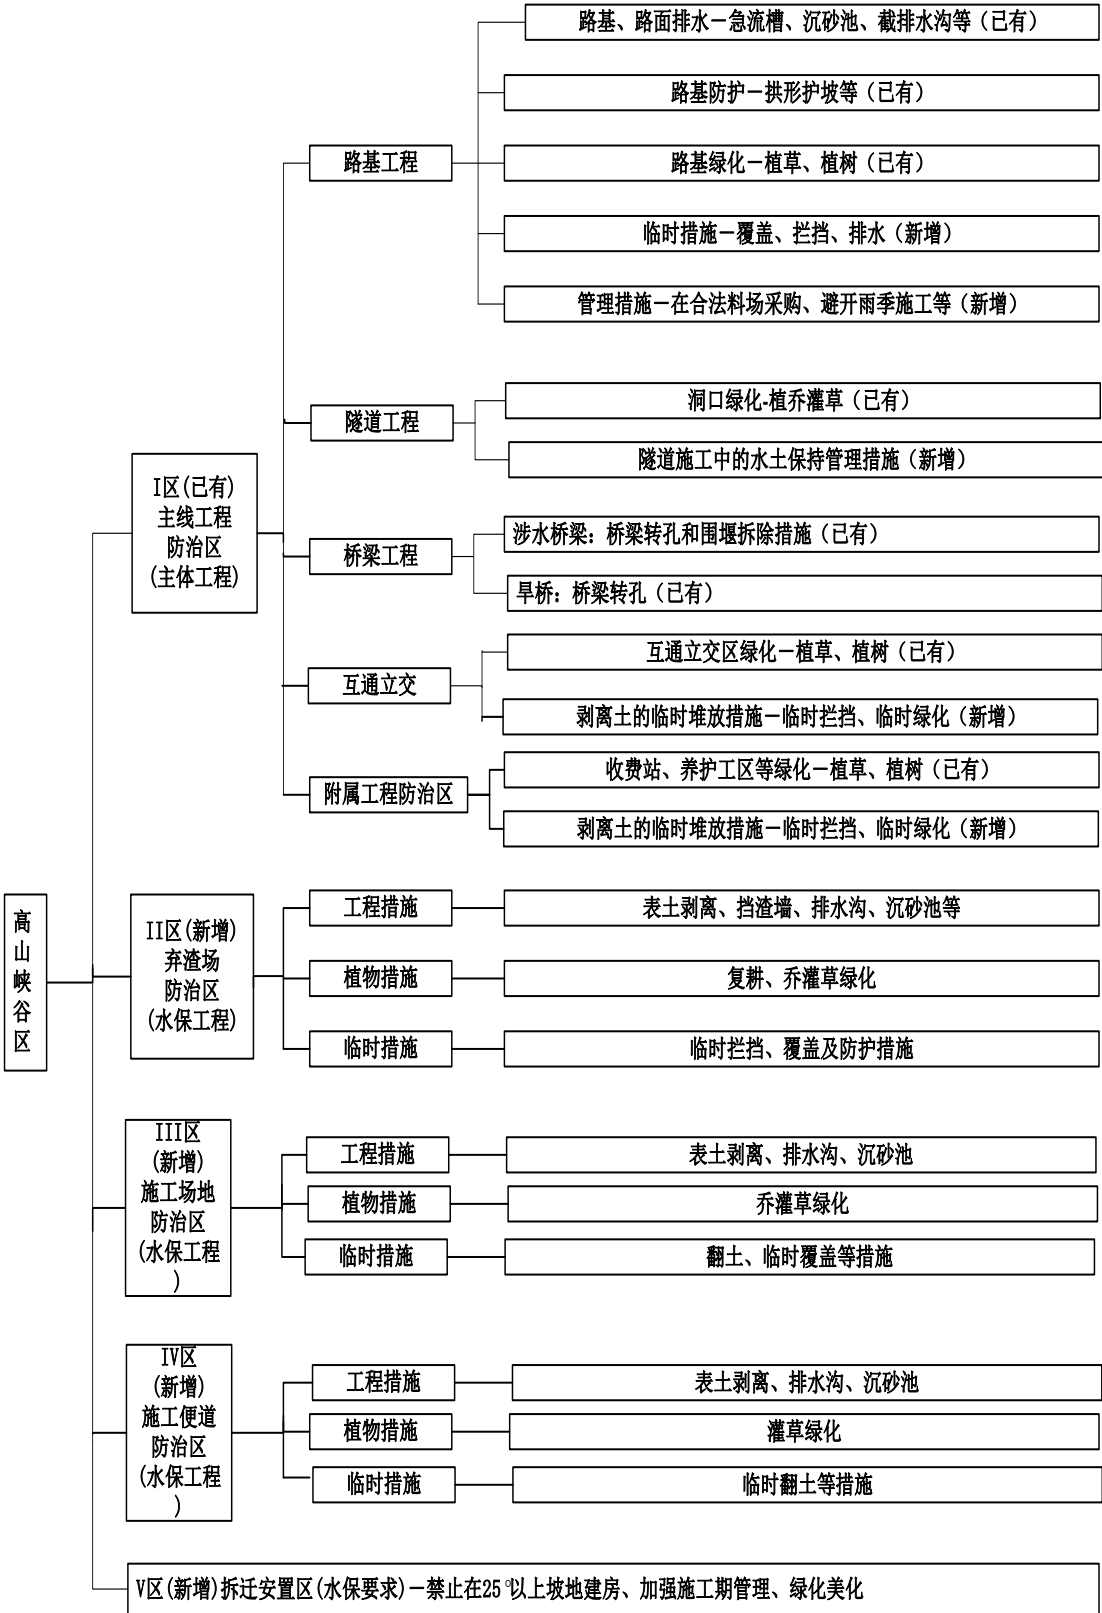 高
山
峡
谷
区
I区(已有)
主线工程
防治区
(主体工程)
路基工程
路基、路面排水－急流槽、沉砂池、截排水沟等（已有）
路基防护－拱形护坡等（已有）
路基绿化－植草、植树（已有）
临时措施－覆盖、拦挡、排水（新增）
管理措施－在合法料场采购、避开雨季施工等（新增）
隧道工程
洞口绿化-植乔灌草（已有）
隧道施工中的水土保持管理措施（新增）
桥梁工程
涉水桥梁：桥梁转孔和围堰拆除措施（已有）
旱桥：桥梁转孔（已有）
互通立交
互通立交区绿化－植草、植树（已有）
剥离土的临时堆放措施－临时拦挡、临时绿化（新增）
附属工程防治区
收费站、养护工区等绿化－植草、植树（已有）
剥离土的临时堆放措施－临时拦挡、临时绿化（新增）
II区(新增)
弃渣场
防治区
(水保工程)
工程措施
表土剥离、挡渣墙、排水沟、沉砂池等
植物措施
复耕、乔灌草绿化
临时措施
临时拦挡、覆盖及防护措施
III区
(新增)
施工场地
防治区
(水保工程
)
工程措施
表土剥离、排水沟、沉砂池
植物措施
乔灌草绿化
临时措施
翻土、临时覆盖等措施
IV区
(新增)
施工便道
防治区
(水保工程
)
工程措施
表土剥离、排水沟、沉砂池
植物措施
灌草绿化
临时措施
临时翻土等措施
V区(新增)拆迁安置区(水保要求)－禁止在25°以上坡地建房、加强施工期管理、绿化美化